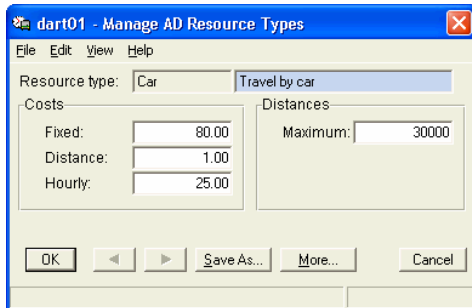 dart01 - Manage AD Resource Types
File Edit View Help
Resource type: Car Travel by car
Costs
Fixed: 80.00
Distance: 1.00
Hourly: 25.00
Distances
Maximum: 30000
OK Save As... More... Cancel